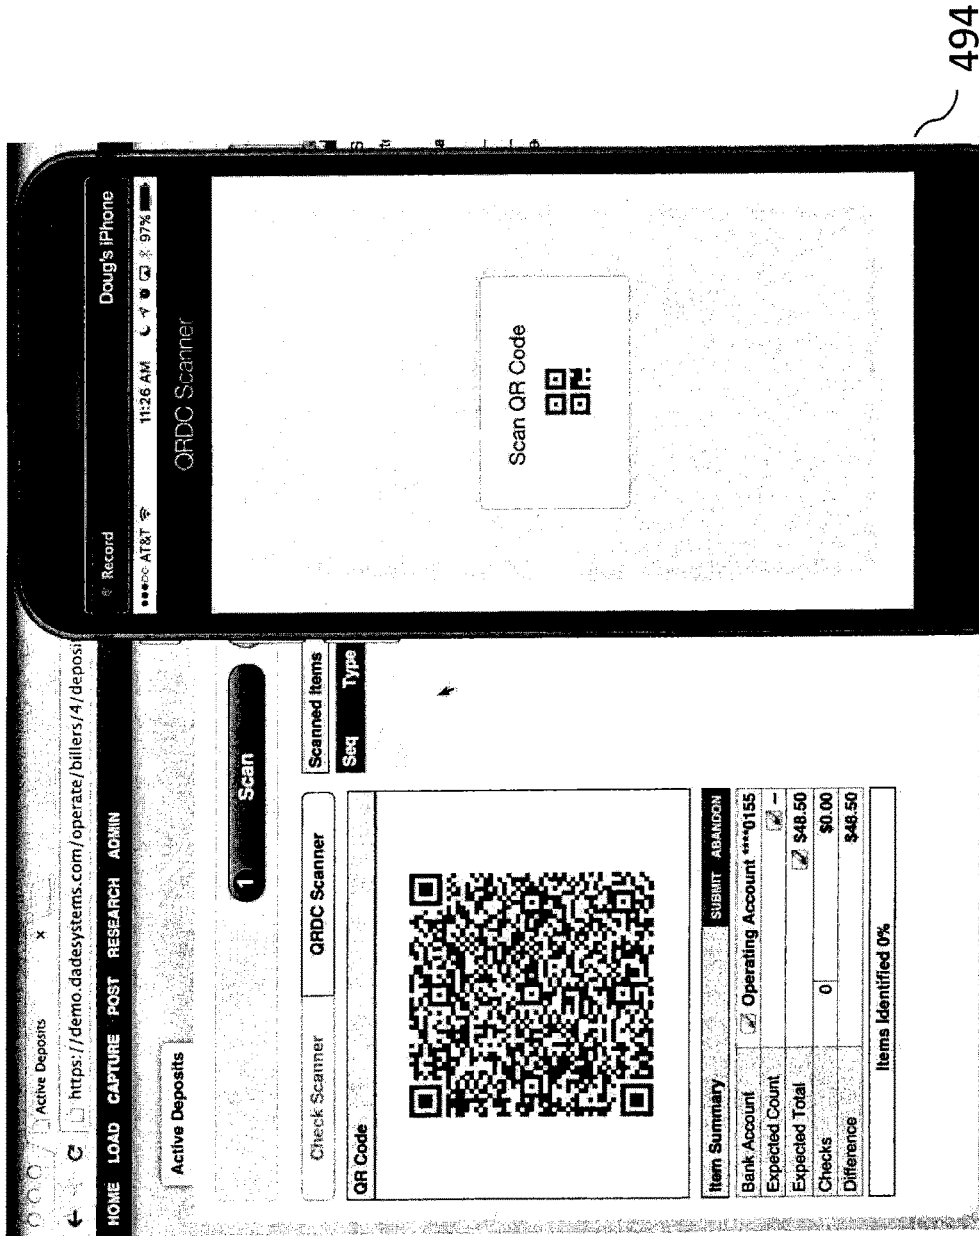 Active Deposits ×
https://demo.dadesystems.com/operate/billers/4/deposi
HOME LOAD CAPTURE POST RESEARCH ADMIN
Active Deposits
1 Scan
Check Scanner QRDC Scanner
Scanned Items
Seq Type
QR Code
Item Summary SUBMIT ABANDON
Bank Account Operating Account ****0155
Expected Count –
Expected Total $48.50
Checks 0 $0.00
Difference $48.50
Items Identified 0%
Record Doug's iPhone
AT&T 11:26 AM 97%
QRDC Scanner
Scan QR Code
494